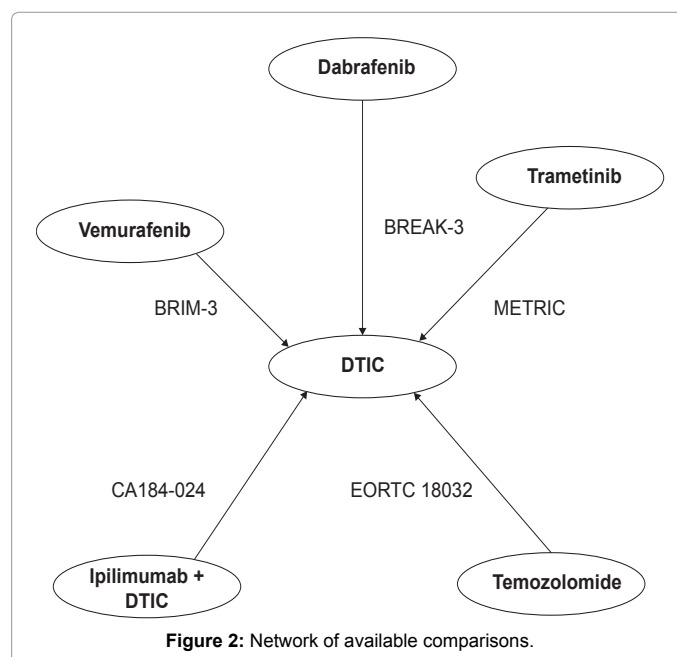 Dabrafenib
Trametinib
Vemurafenib
BREAK-3
BRIM-3
METRIC
DTIC
CA184-024
EORTC 18032
Ipilimumab +
DTIC
Temozolomide
Figure 2: Network of available comparisons.